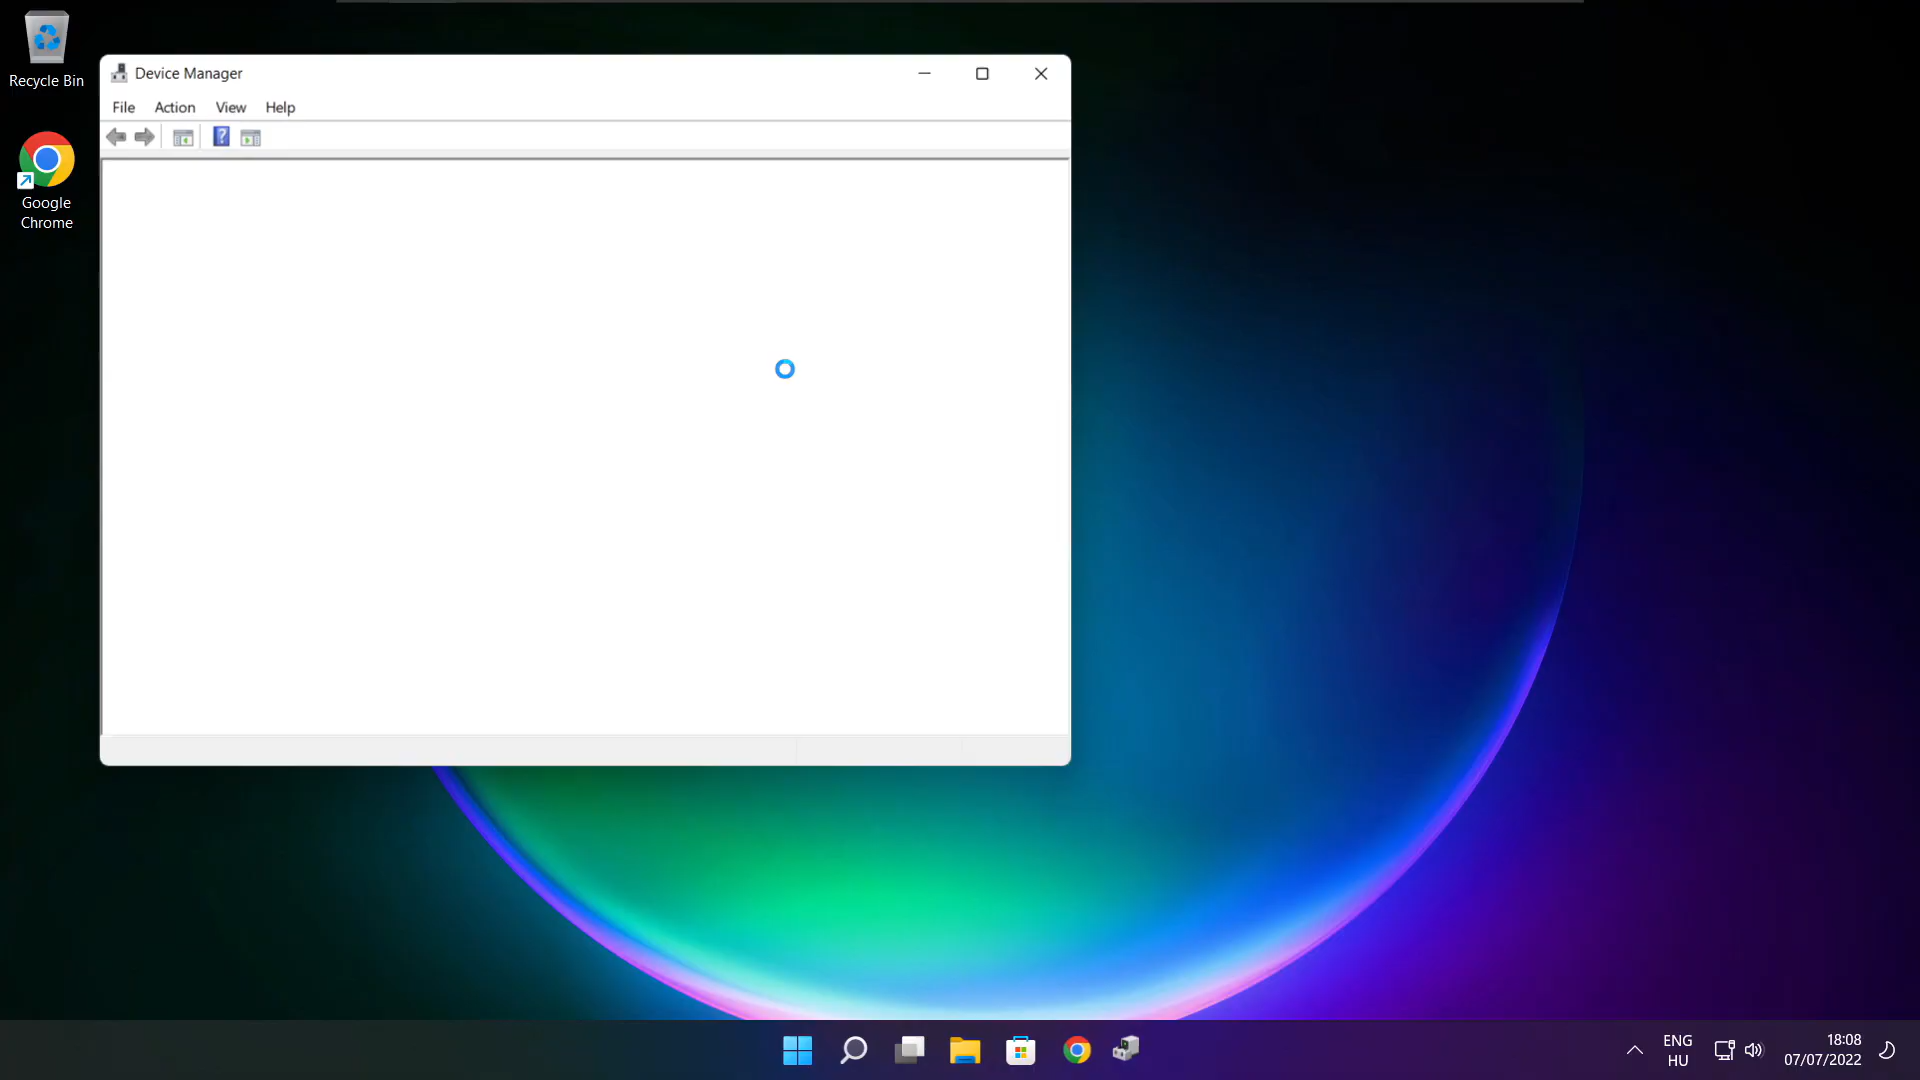 Recycle Bin
Google
Chrome
Device Manager
File Action View Help
?
ENG
HU
18:08
07/07/2022